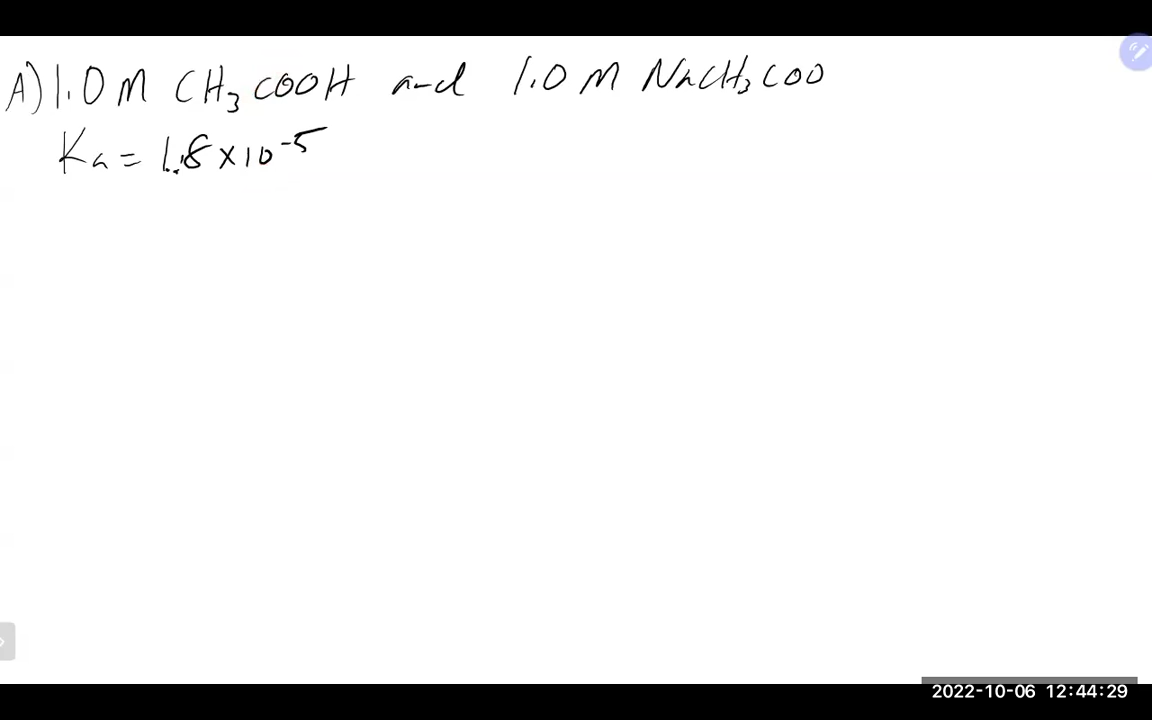 A) 1.0 M CH₃COOH and 1.0 M NaCH₃COO
Ka = 1.8 × 10⁻⁵
2022-10-06 12:44:29